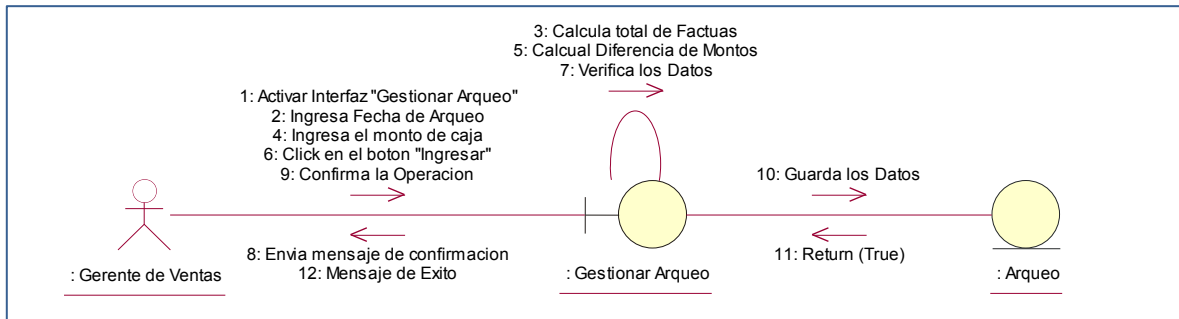 3: Calcula total de Factuas
5: Calcual Diferencia de Montos
7: Verifica los Datos
1: Activar Interfaz "Gestionar Arqueo"
2: Ingresa Fecha de Arqueo
4: Ingresa el monto de caja
6: Click en el boton "Ingresar"
9: Confirma la Operacion
10: Guarda los Datos
8: Envia mensaje de confirmacion
12: Mensaje de Exito
11: Return (True)
: Gerente de Ventas
: Gestionar Arqueo
: Arqueo